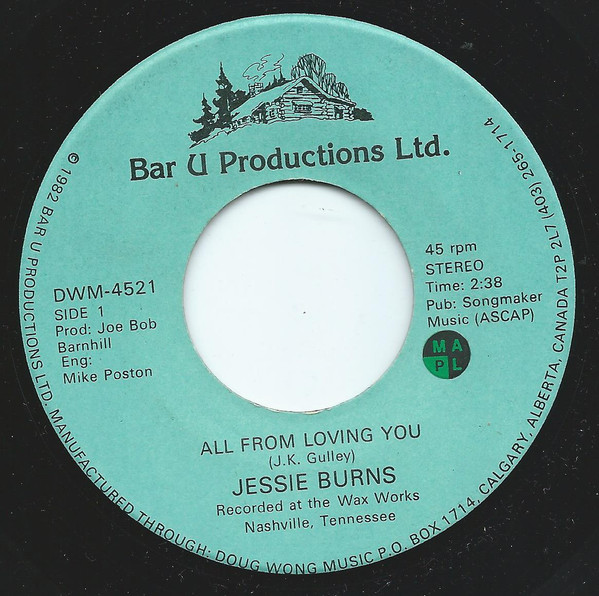 Bar U Productions Ltd.
DWM-4521
SIDE 1
Prod: Joe Bob
Barnhill
Eng:
Mike Poston
45 rpm
STEREO
Time: 2:38
Pub: Songmaker
Music (ASCAP)
M A
P L
ALL FROM LOVING YOU
(J.K. Gulley)
JESSIE BURNS
Recorded at the Wax Works
Nashville, Tennessee
© 1982 BAR U PRODUCTIONS LTD. MANUFACTURED THROUGH: DOUG WONG MUSIC P.O. BOX 1714, CALGARY, ALBERTA, CANADA T2P 2L7 (403) 265-1714